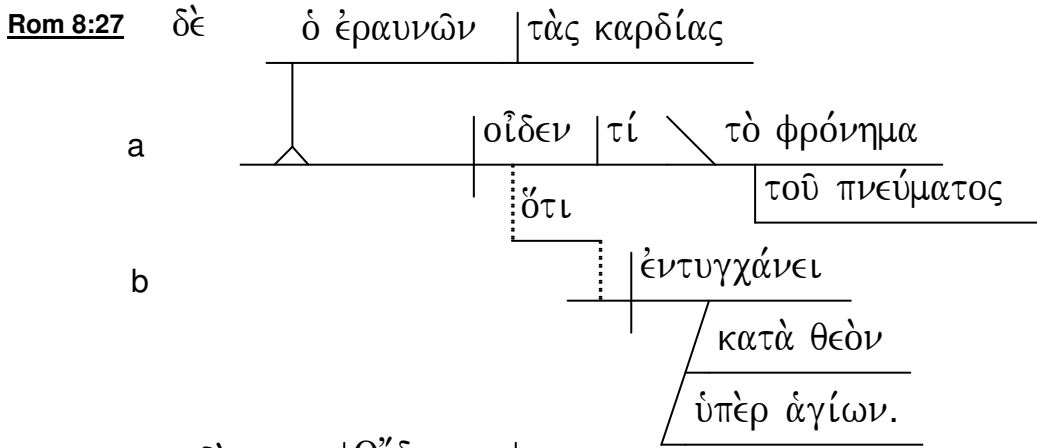 Rom 8:27 δὲ ὁ ἐραυνῶν τὰς καρδίας
a οἶδεν τί τὸ φρόνημα
τοῦ πνεύματος
ὅτι
b ἐντυγχάνει
κατὰ θεὸν
ὑπὲρ ἁγίων.